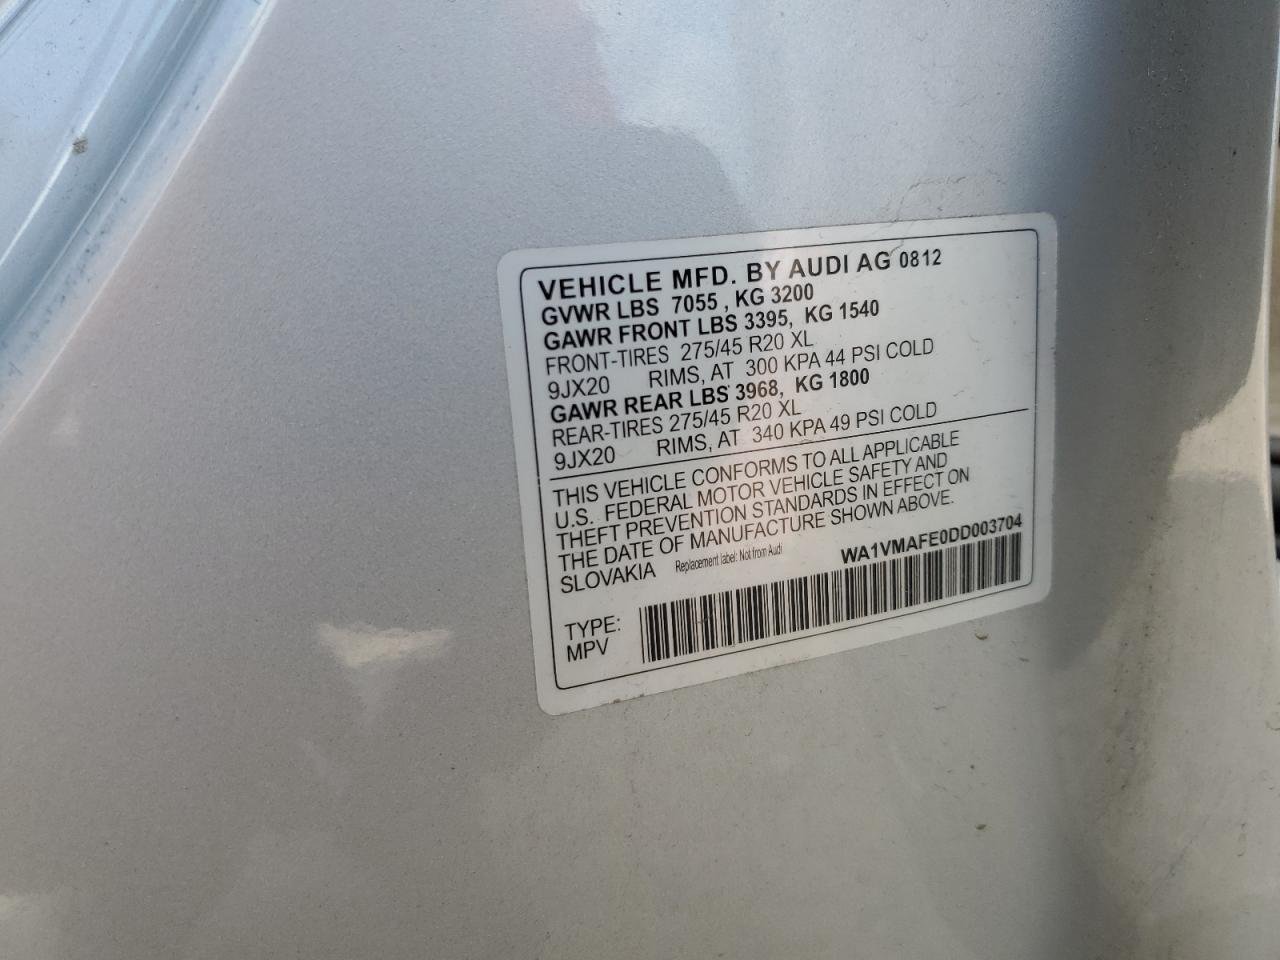 VEHICLE MFD. BY AUDI AG 0812
GVWR LBS 7055, KG 3200
GAWR FRONT LBS 3395, KG 1540
FRONT-TIRES 275/45 R20 XL
9JX20 RIMS, AT 300 KPA 44 PSI COLD
GAWR REAR LBS 3968, KG 1800
REAR-TIRES 275/45 R20 XL
9JX20 RIMS, AT 340 KPA 49 PSI COLD
THIS VEHICLE CONFORMS TO ALL APPLICABLE
U.S. FEDERAL MOTOR VEHICLE SAFETY AND
THEFT PREVENTION STANDARDS IN EFFECT ON
THE DATE OF MANUFACTURE SHOWN ABOVE.
SLOVAKIA Replacement label: Not from Audi WA1VMAFE0DD003704
TYPE:
MPV